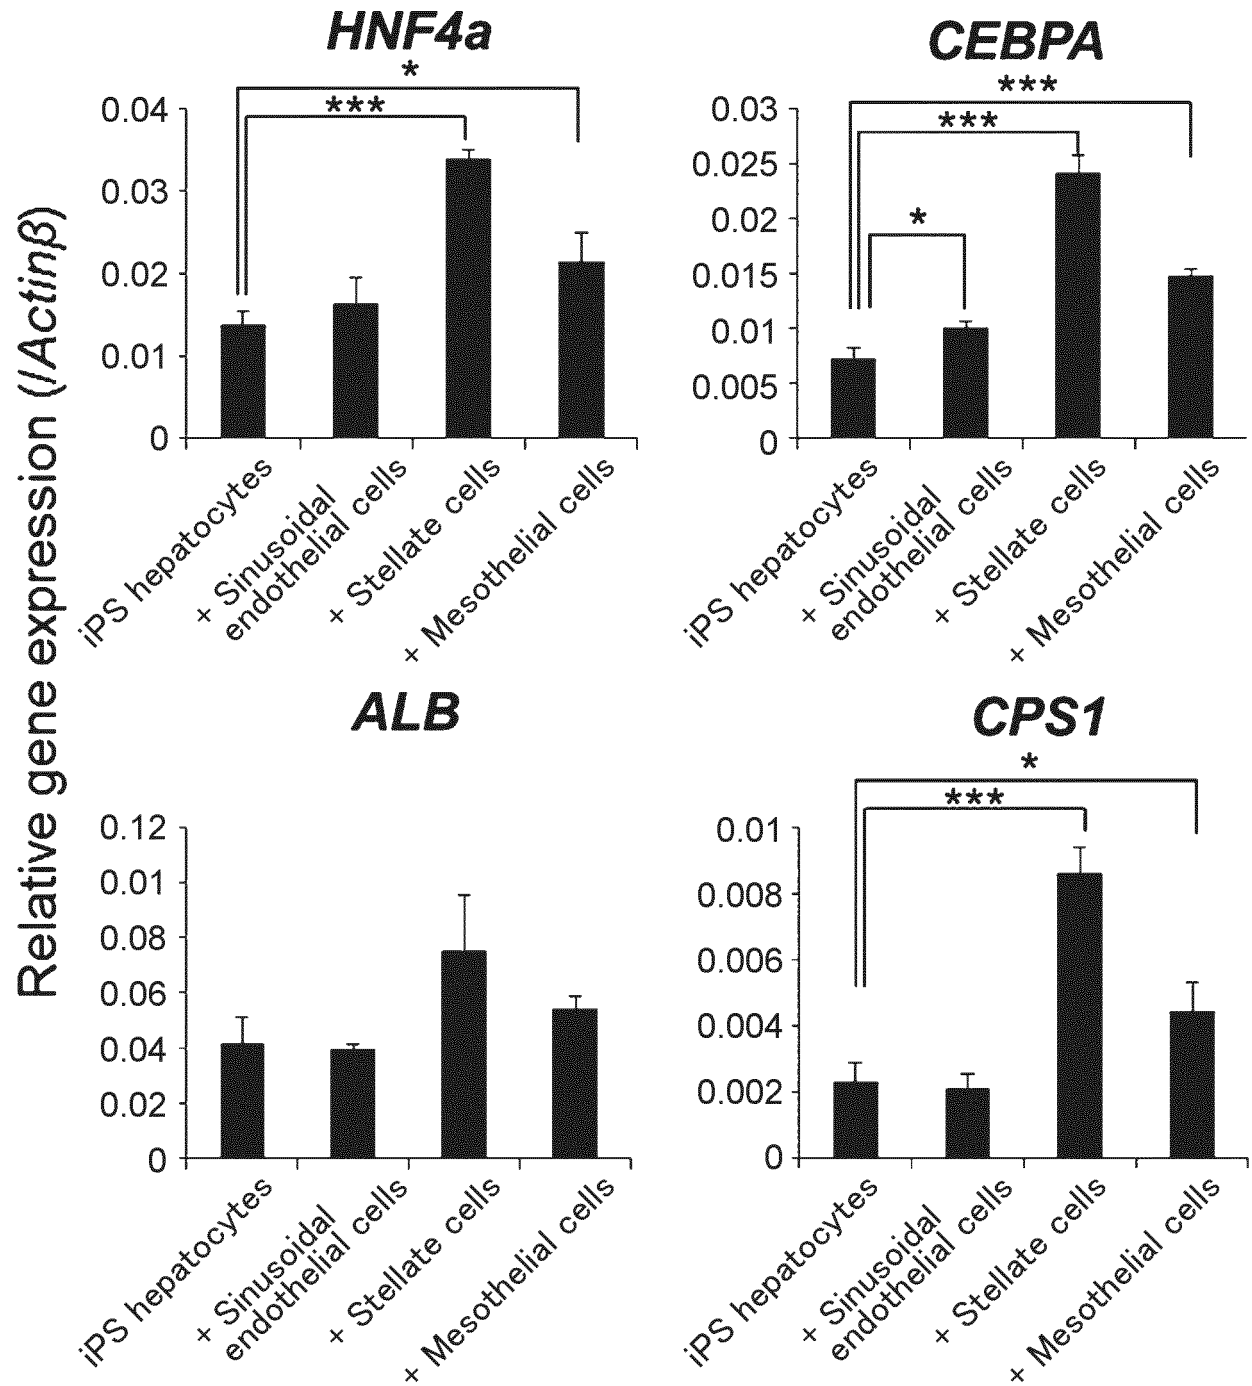 Relative gene expression (/Actinβ)
HNF4a
*
***
0.04
0.03
0.02
0.01
0
iPS hepatocytes
+ Sinusoidal
endothelial cells
+ Stellate cells
+ Mesothelial cells
CEBPA
***
***
*
0.03
0.025
0.02
0.015
0.01
0.005
0
iPS hepatocytes
+ Sinusoidal
endothelial cells
+ Stellate cells
+ Mesothelial cells
ALB
0.12
0.01
0.08
0.06
0.04
0.02
0
iPS hepatocytes
+ Sinusoidal
endothelial cells
+ Stellate cells
+ Mesothelial cells
CPS1
*
***
0.01
0.008
0.006
0.004
0.002
0
iPS hepatocytes
+ Sinusoidal
endothelial cells
+ Stellate cells
+ Mesothelial cells